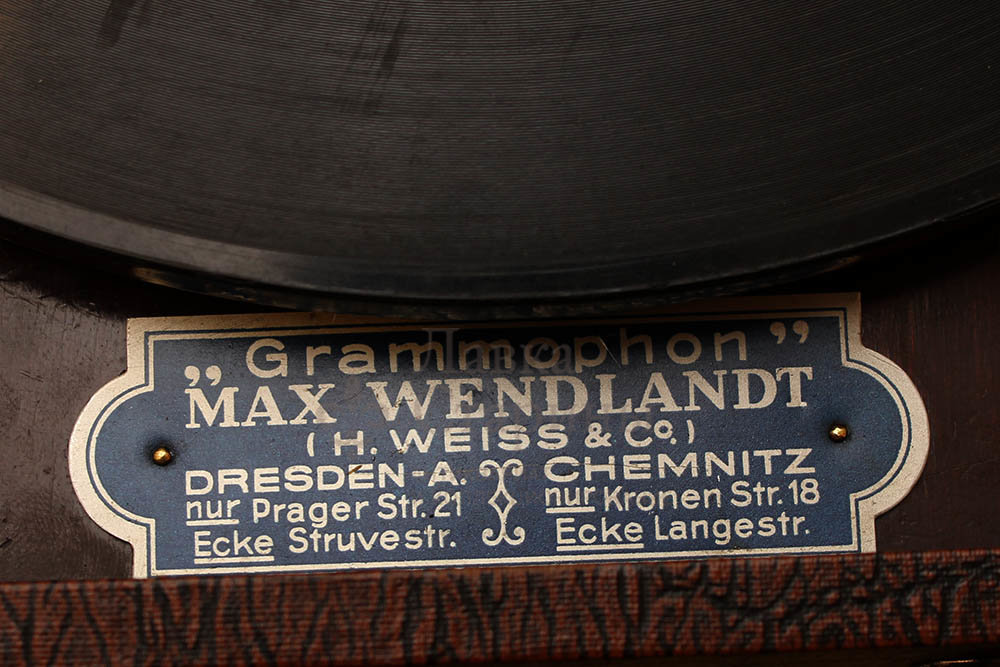 „Grammophon”
MAX WENDLANDT
(H. WEISS & Co.)
DRESDEN-A.
nur Prager Str. 21
Ecke Struvestr.
CHEMNITZ
nur Kronen Str. 18
Ecke Langestr.